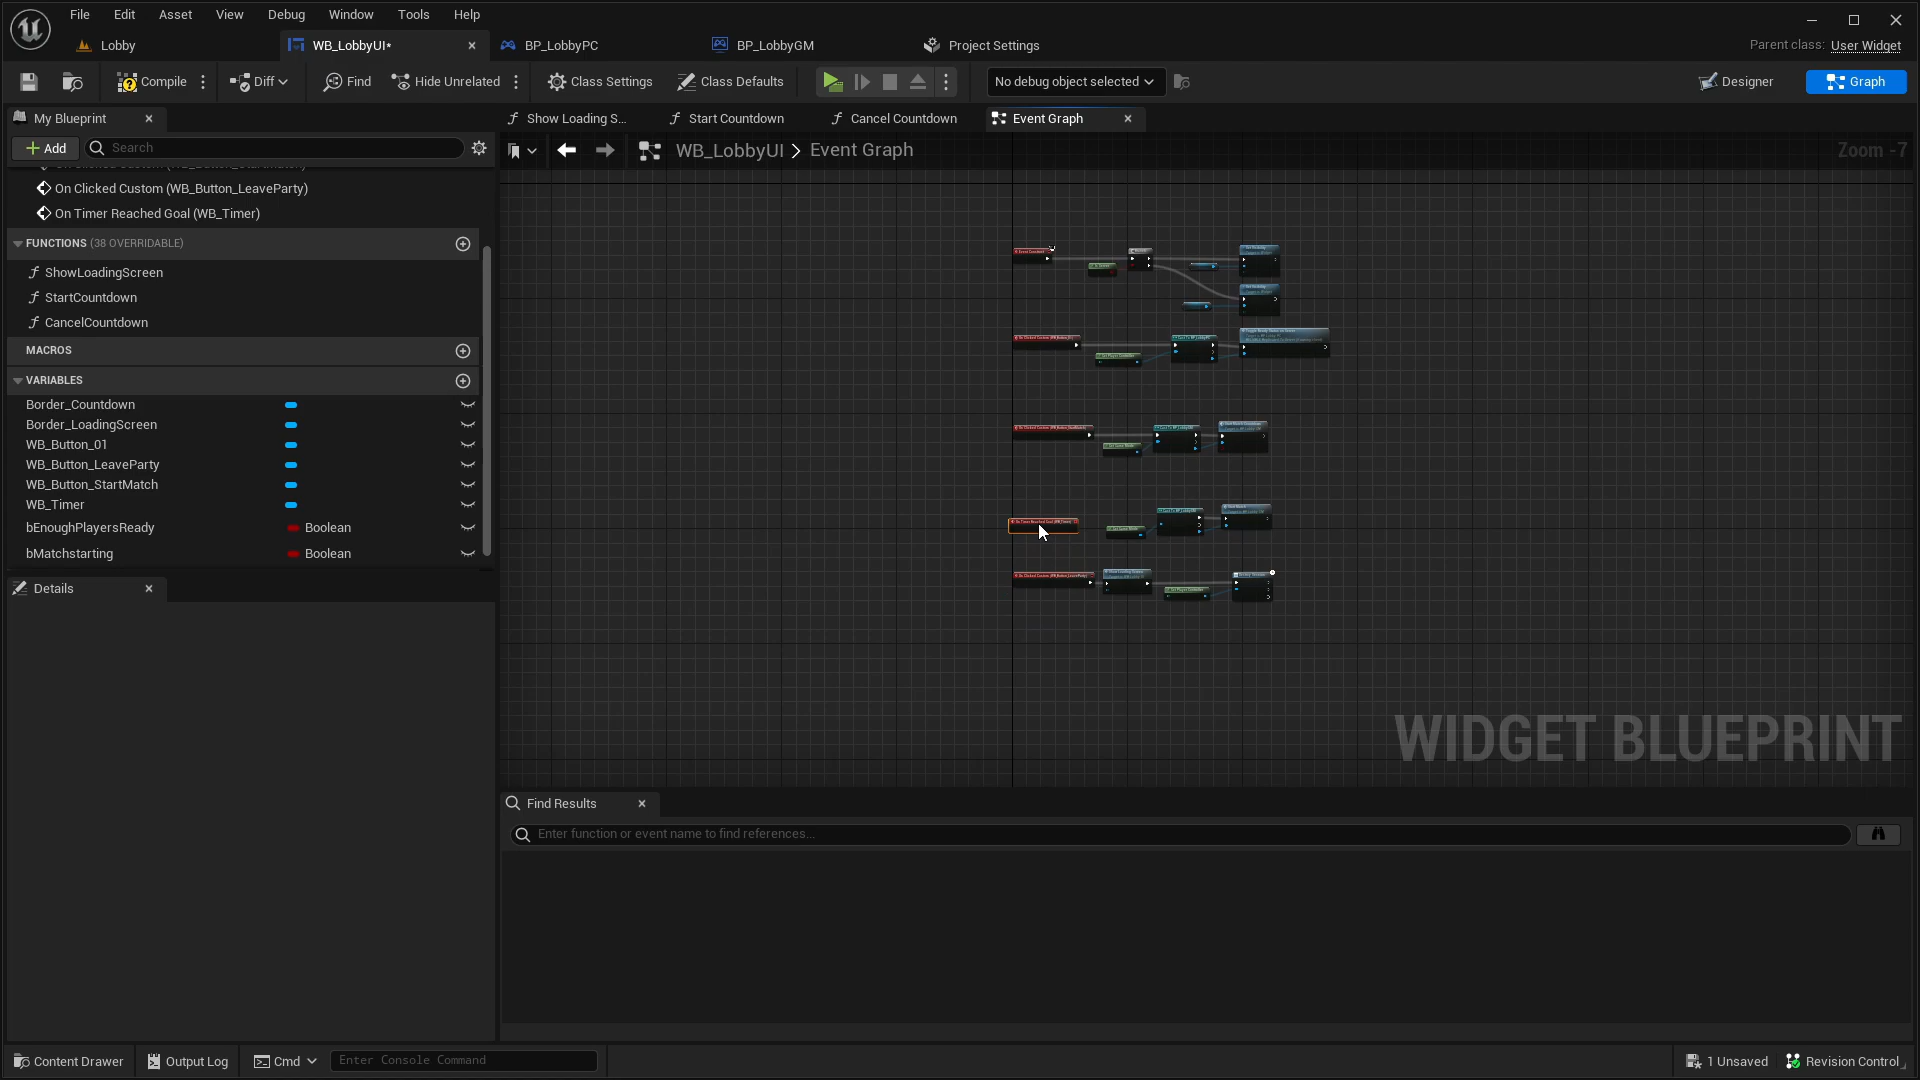 File Edit Asset View Debug Window Tools Help
Lobby WB_LobbyUI* BP_LobbyPC BP_LobbyGM Project Settings Parent class: User Widget
Compile Diff Find Hide Unrelated Class Settings Class Defaults No debug object selected Designer Graph
My Blueprint Show Loading S... Start Countdown Cancel Countdown Event Graph
Add Search WB_LobbyUI > Event Graph Zoom -7
On Clicked Custom (WB_Button_StartMatch)
On Clicked Custom (WB_Button_LeaveParty)
On Timer Reached Goal (WB_Timer)
FUNCTIONS (38 OVERRIDABLE)
ShowLoadingScreen
StartCountdown
CancelCountdown
MACROS
VARIABLES
Border_Countdown
Border_LoadingScreen
WB_Button_01
WB_Button_LeaveParty
WB_Button_StartMatch
WB_Timer
bEnoughPlayersReady Boolean
bMatchstarting Boolean
Details
WIDGET BLUEPRINT
Find Results
Enter function or event name to find references...
Content Drawer Output Log Cmd Enter Console Command 1 Unsaved Revision Control